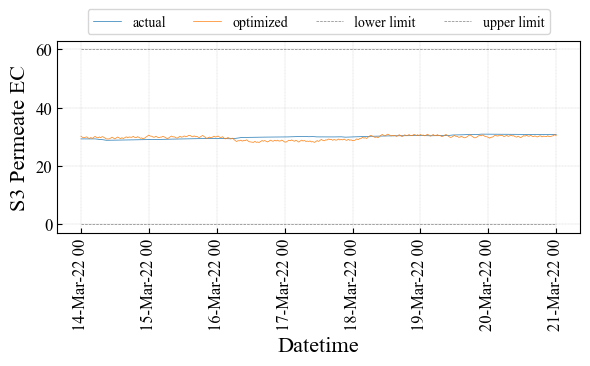 actual optimized lower limit upper limit
S3 Permeate EC
60
40
20
0
14-Mar-22 00
15-Mar-22 00
16-Mar-22 00
17-Mar-22 00
18-Mar-22 00
19-Mar-22 00
20-Mar-22 00
21-Mar-22 00
Datetime